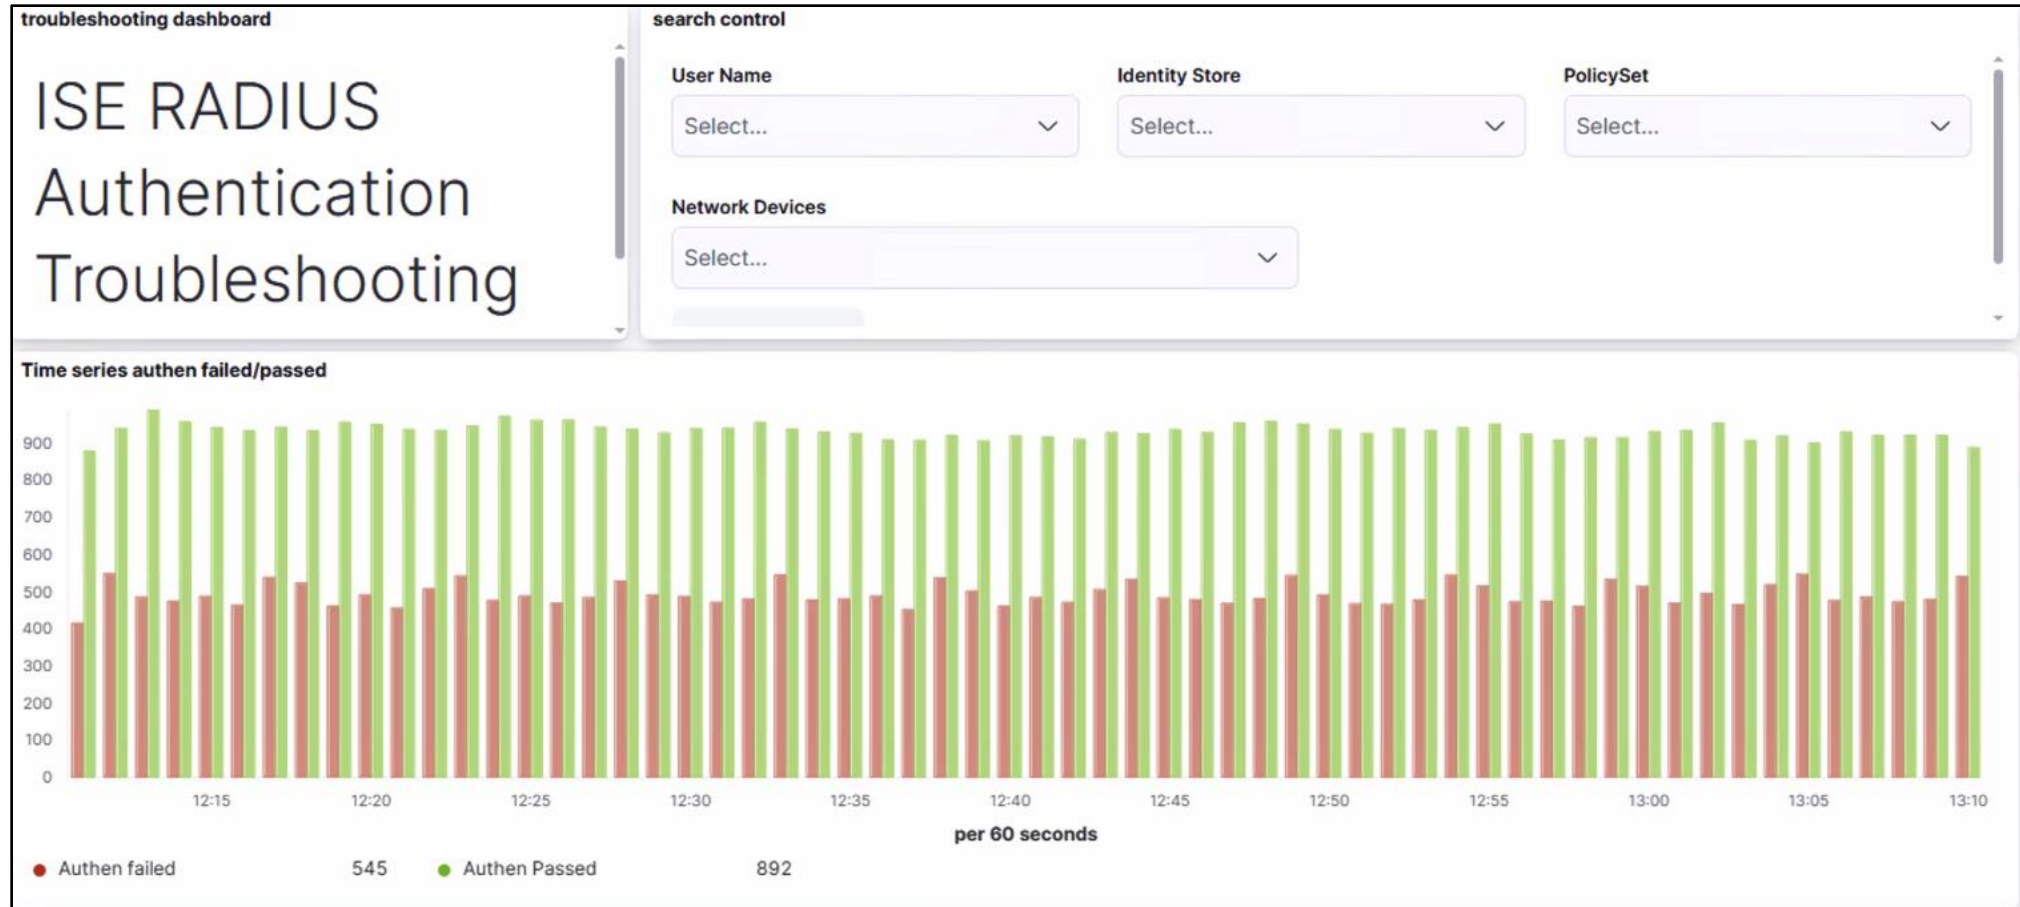 troubleshooting dashboard
ISE RADIUS
Authentication
Troubleshooting
search control
User Name
Select...
Identity Store
Select...
PolicySet
Select...
Network Devices
Select...
Time series authen failed/passed
900
800
700
600
500
400
300
200
100
0
12:15 12:20 12:25 12:30 12:35 12:40 12:45 12:50 12:55 13:00 13:05 13:10
per 60 seconds
Authen failed 545 Authen Passed 892